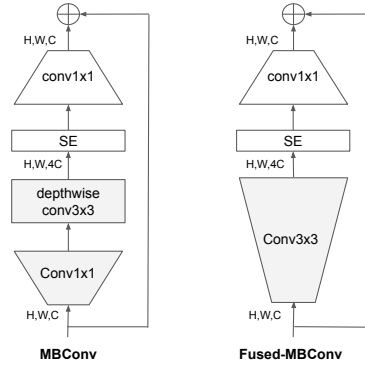 H,W,C
conv1x1
SE
H,W,4C
depthwise
conv3x3
Conv1x1
H,W,C
MBConv
H,W,C
conv1x1
SE
H,W,4C
Conv3x3
H,W,C
Fused-MBConv